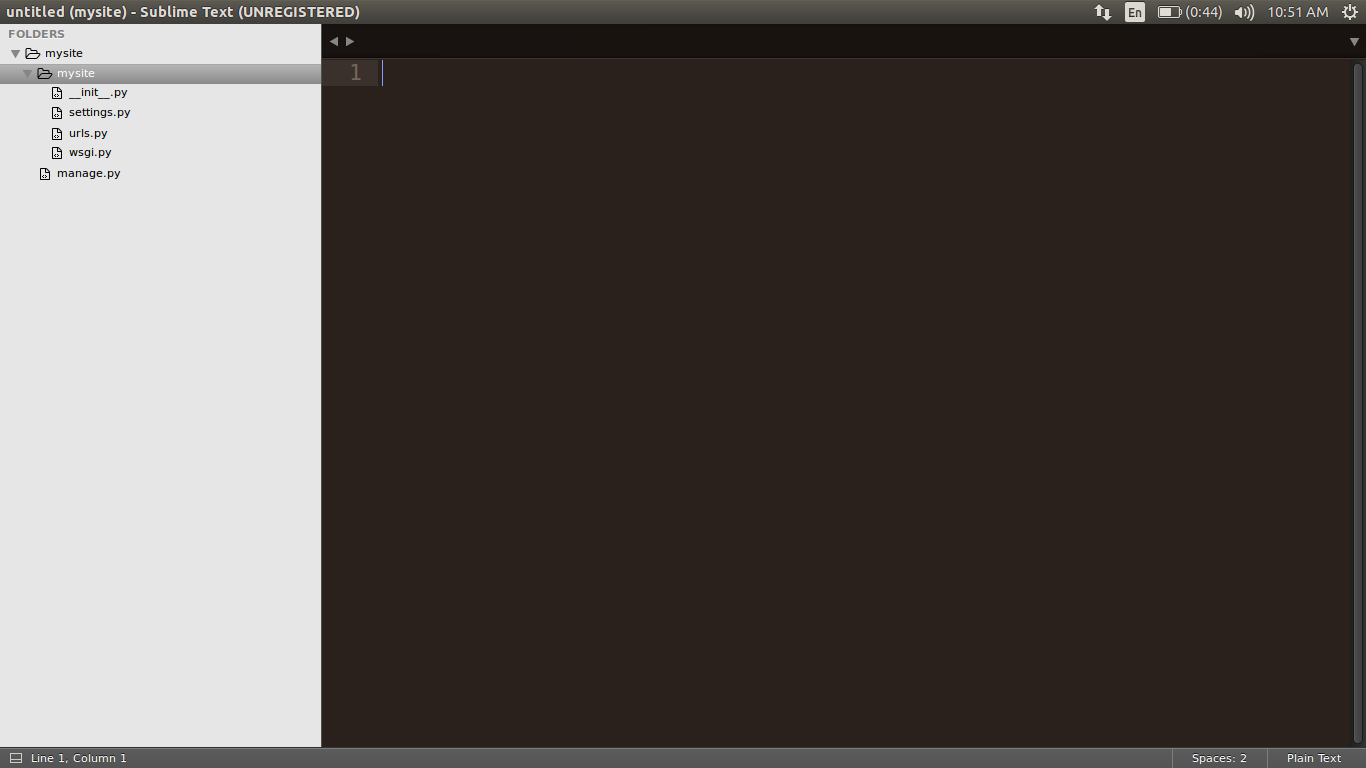 untitled (mysite) - Sublime Text (UNREGISTERED)
En
(0:44)
10:51 AM
FOLDERS
mysite
mysite
__init__.py
settings.py
urls.py
wsgi.py
manage.py
1
Line 1, Column 1
Spaces: 2
Plain Text